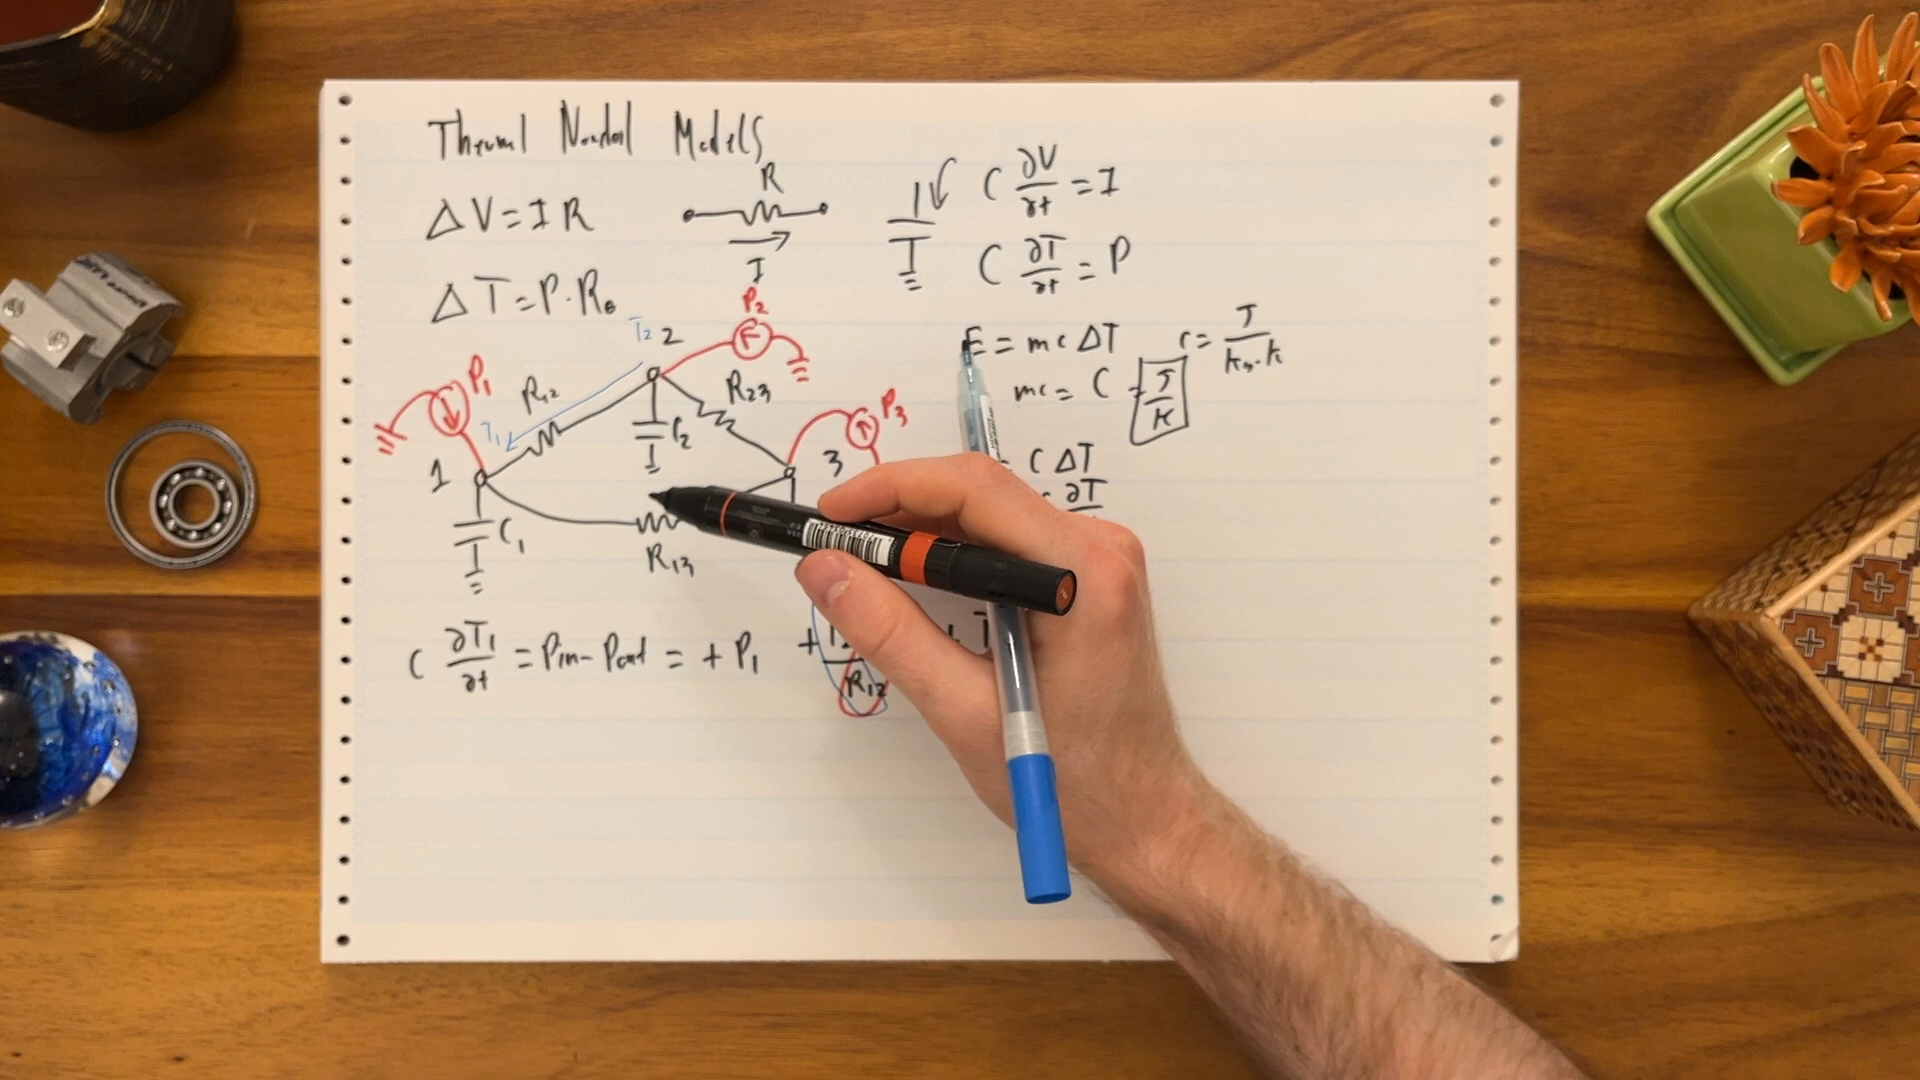 Thermal Nodal Models
ΔV = I R
R
I
C ∂V/∂t = I
C ∂T/∂t = P
ΔT = P · Rθ
E = mcΔT
c = J/kg·K
mc = C = J/K
= C ΔT
∂T
P1
P2
P3
T2
2
T1
R12
R23
C2
1
3
C1
R13
C ∂T1/∂t = Pin - Pout = + P1 +
R12
+ T